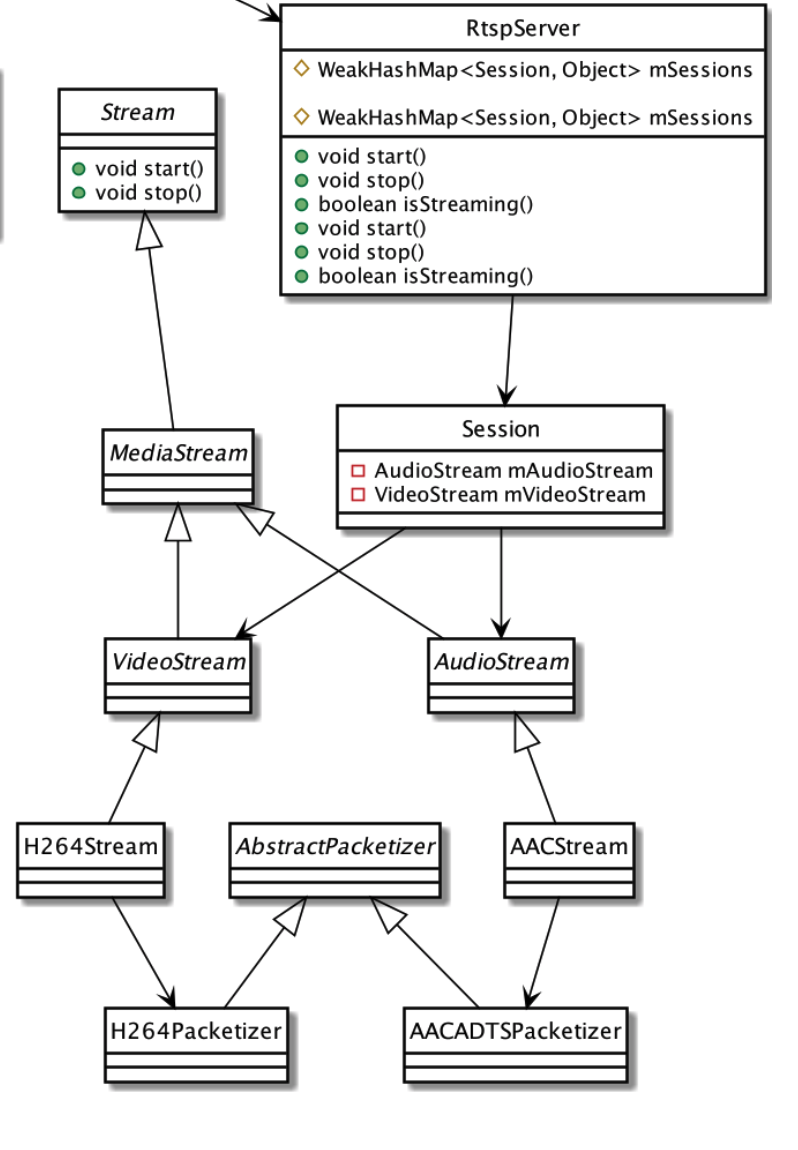 RtspServer
WeakHashMap<Session, Object> mSessions
WeakHashMap<Session, Object> mSessions
void start()
void stop()
boolean isStreaming()
void start()
void stop()
boolean isStreaming()
Stream
void start()
void stop()
MediaStream
Session
AudioStream mAudioStream
VideoStream mVideoStream
VideoStream
AudioStream
H264Stream
AbstractPacketizer
AACStream
H264Packetizer
AACADTSPacketizer